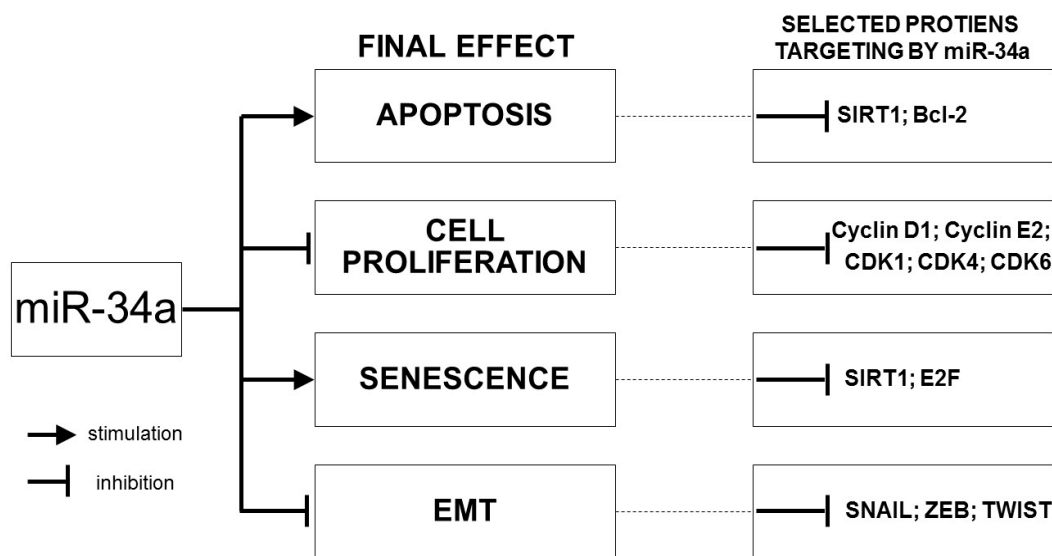 FINAL EFFECT
SELECTED PROTIENS
TARGETING BY miR-34a
APOPTOSIS
SIRT1; Bcl-2
CELL
PROLIFERATION
Cyclin D1; Cyclin E2;
CDK1; CDK4; CDK6
miR-34a
SENESCENCE
SIRT1; E2F
stimulation
inhibition
EMT
SNAIL; ZEB; TWIST